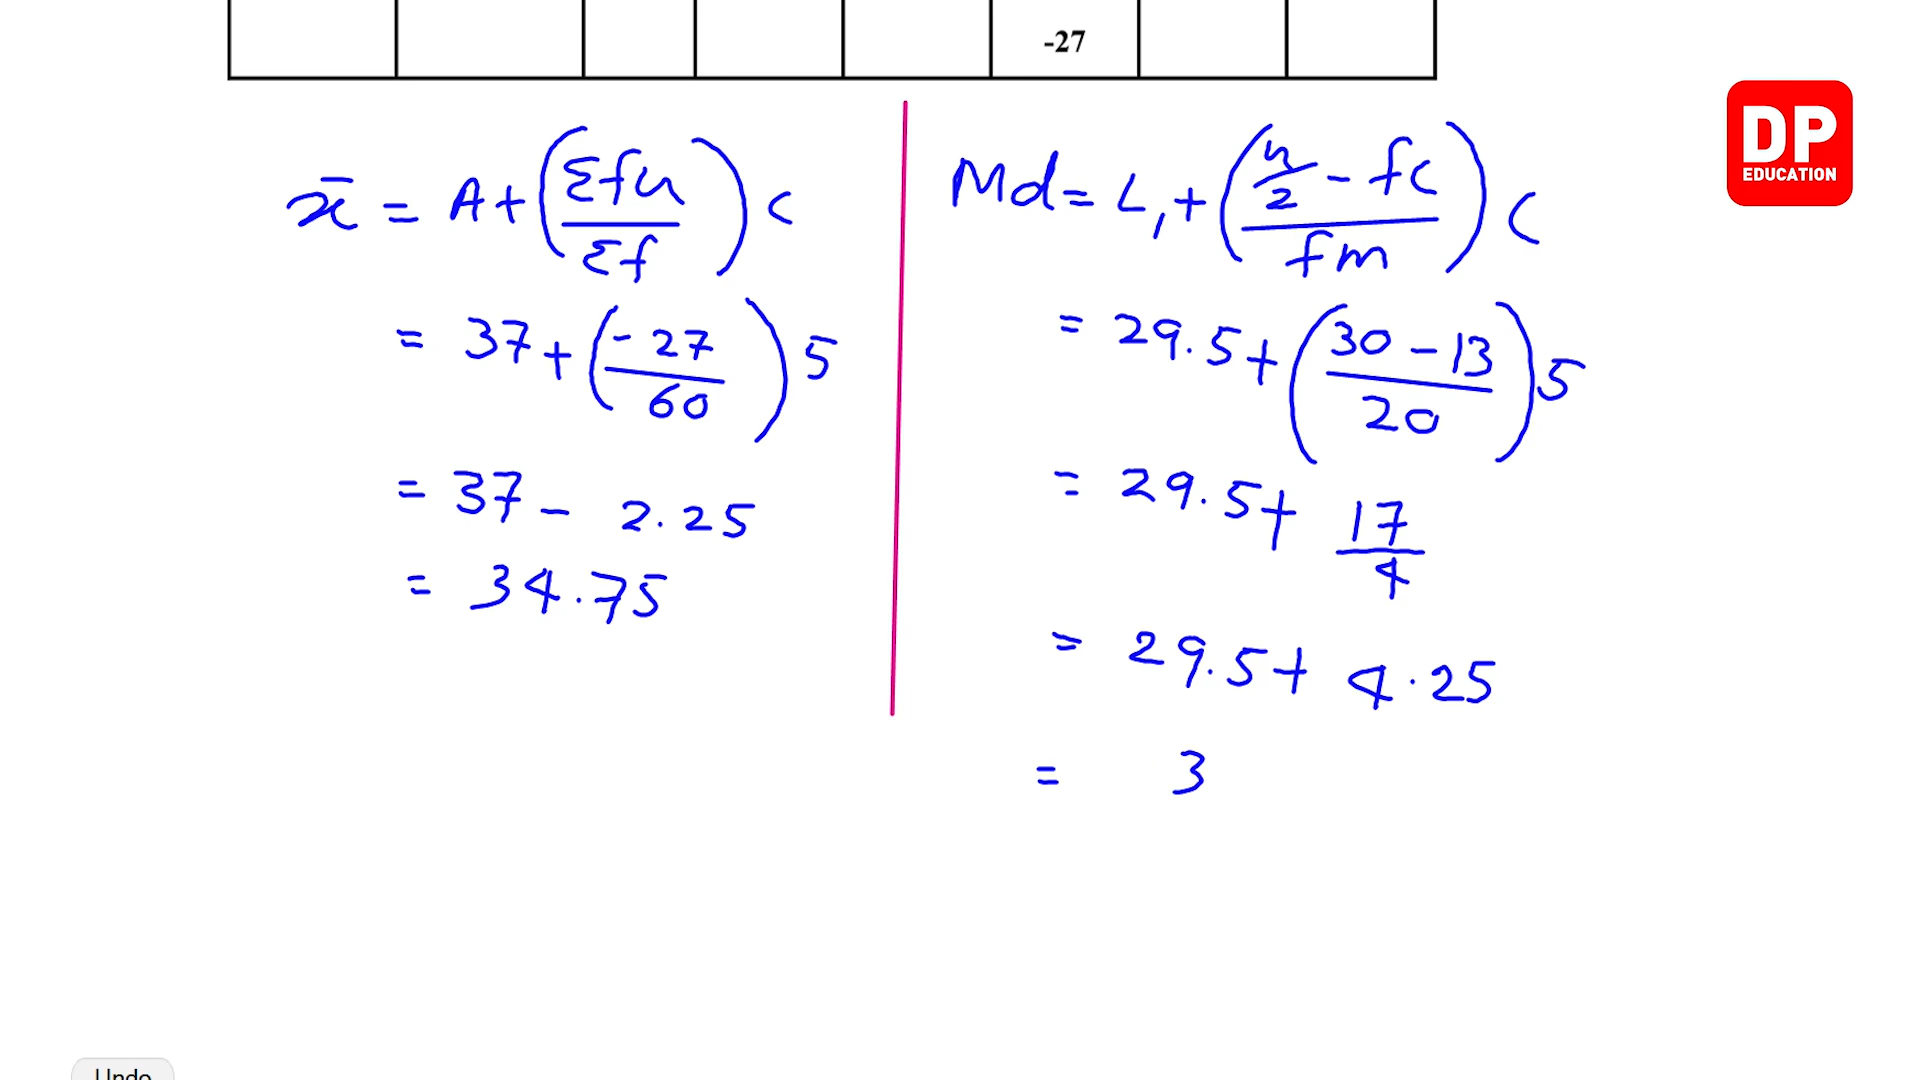 -27
DP
EDUCATION
x̄ = A + (Σfu / Σf) c
= 37 + (-27 / 60) 5
= 37 - 2.25
= 34.75
Md = L₁ + ((n/2 - fc) / fm) c
= 29.5 + ((30 - 13) / 20) 5
= 29.5 + 17/4
= 29.5 + 4.25
= 3
Undo